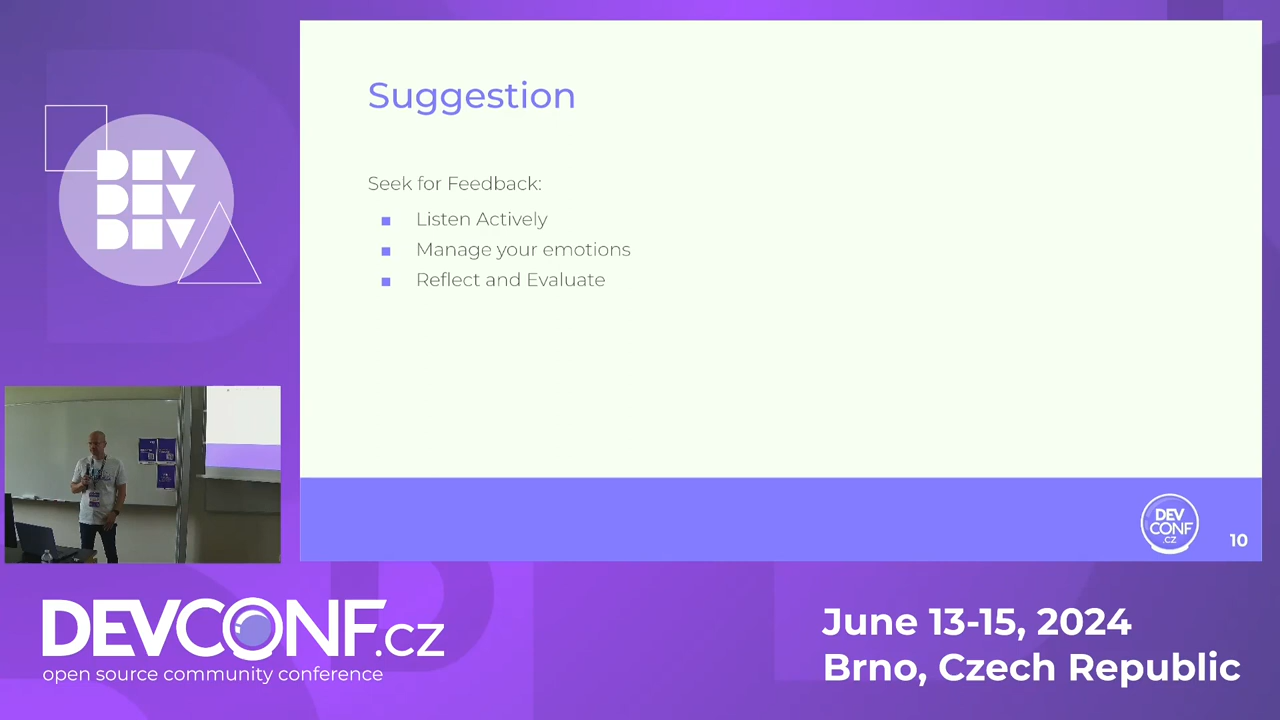 DEV
DEV
DEV
Suggestion
Seek for Feedback:
Listen Actively
Manage your emotions
Reflect and Evaluate
DEV
CONF
.CZ
10
DEVCONF.cz
open source community conference
June 13-15, 2024
Brno, Czech Republic